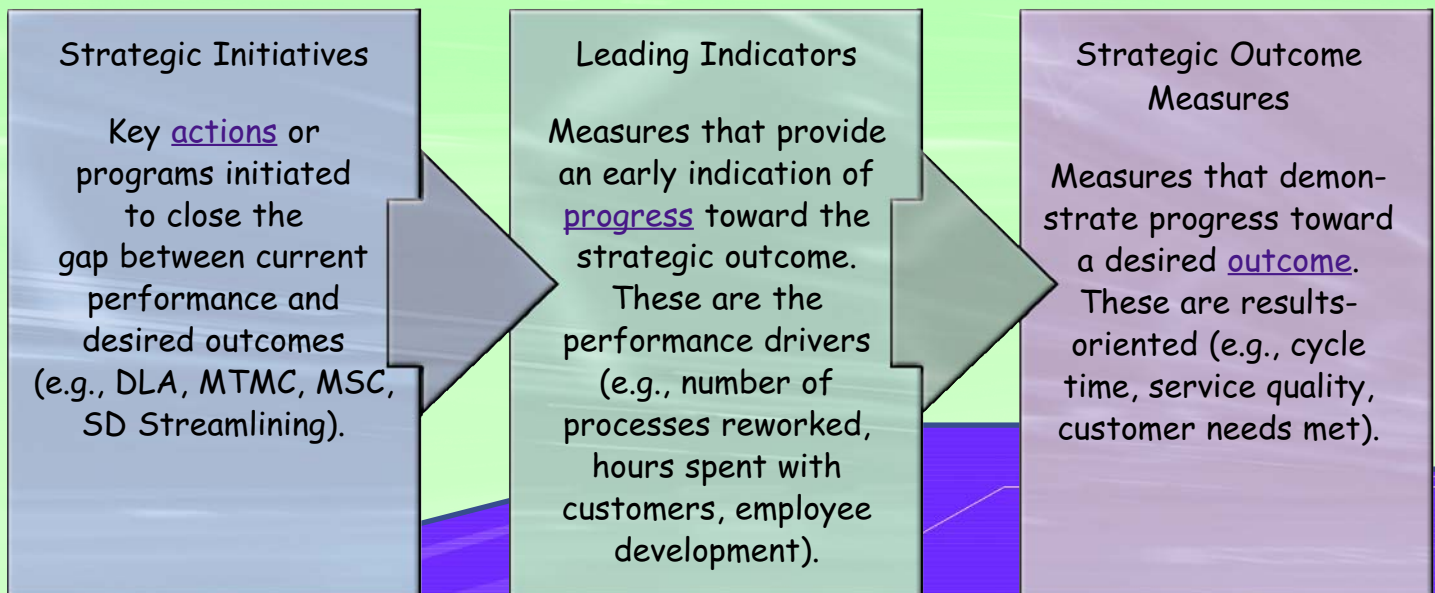 Strategic Initiatives
Key actions or
programs initiated
to close the
gap between current
performance and
desired outcomes
(e.g., DLA, MTMC, MSC,
SD Streamlining).
Leading Indicators
Measures that provide
an early indication of
progress toward the
strategic outcome.
These are the
performance drivers
(e.g., number of
processes reworked,
hours spent with
customers, employee
development).
Strategic Outcome
Measures
Measures that demon-
strate progress toward
a desired outcome.
These are results-
oriented (e.g., cycle
time, service quality,
customer needs met).